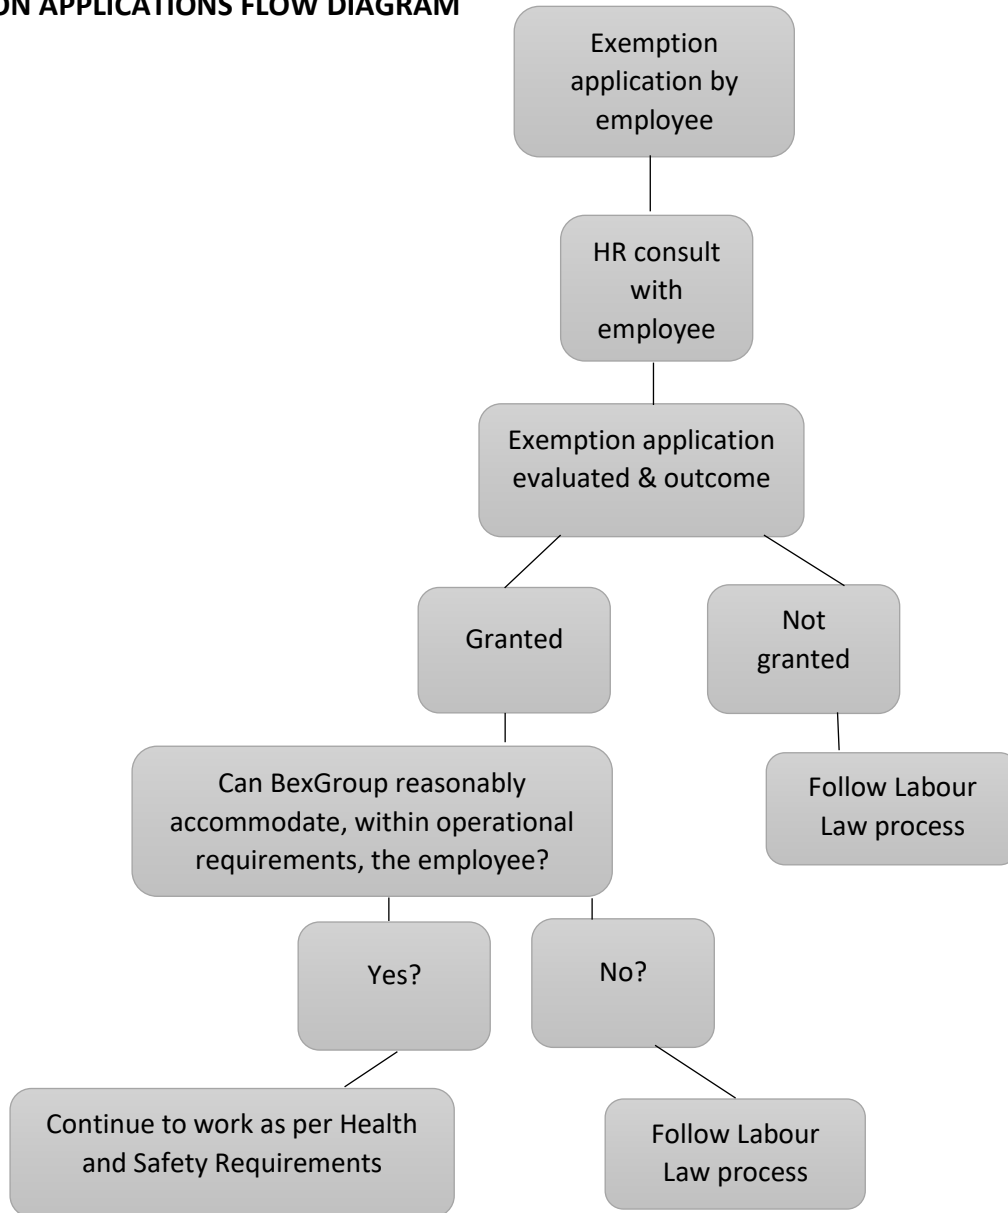 ON APPLICATIONS FLOW DIAGRAM
Exemption
application by
employee
HR consult
with
employee
Exemption application
evaluated & outcome
Granted
Not
granted
Can BexGroup reasonably
accommodate, within operational
requirements, the employee?
Follow Labour
Law process
Yes?
No?
Continue to work as per Health
and Safety Requirements
Follow Labour
Law process